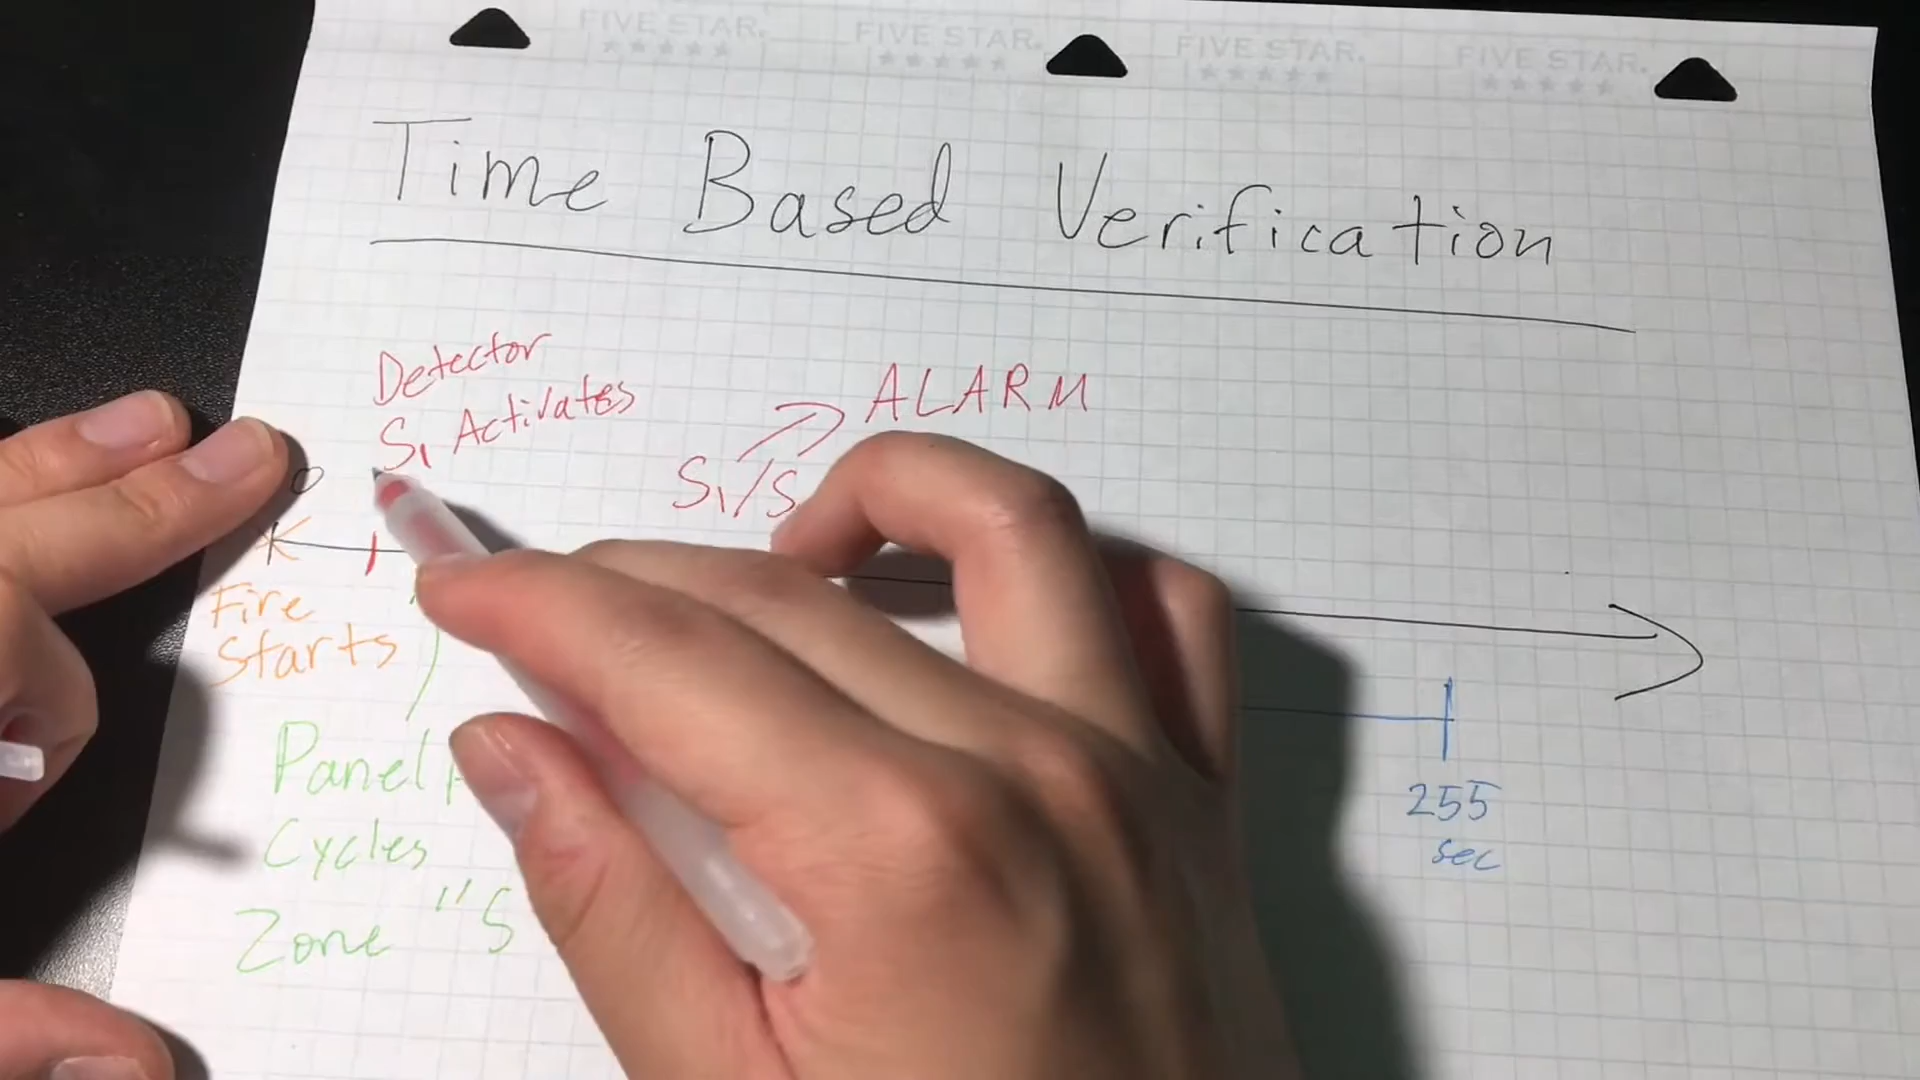 FIVE STAR. FIVE STAR. FIVE STAR. FIVE STAR.
Time Based Verification
Detector
S1 Activates
ALARM
S1/S
0
Fire
Starts
Panel
Cycles
Zone "S
255
sec